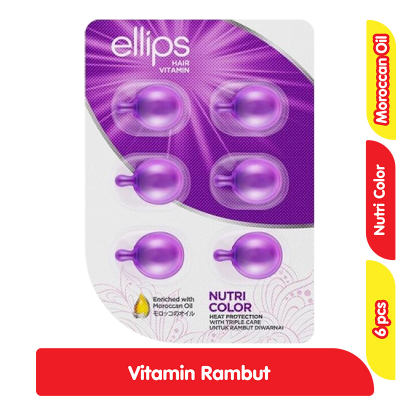 ellips
HAIR
VITAMIN
Enriched with
Moroccan Oil
モロッコのオイル
NUTRI
COLOR
HEAT PROTECTION
WITH TRIPLE CARE
UNTUK RAMBUT DIWARNAI
Moroccan Oil
Nutri Color
6 pcs
Vitamin Rambut